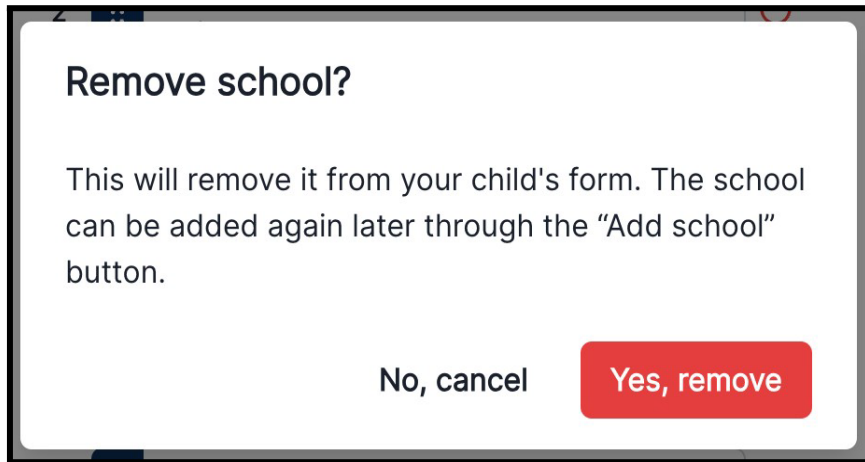 2
Remove school?
This will remove it from your child's form. The school
can be added again later through the “Add school”
button.
No, cancel
Yes, remove